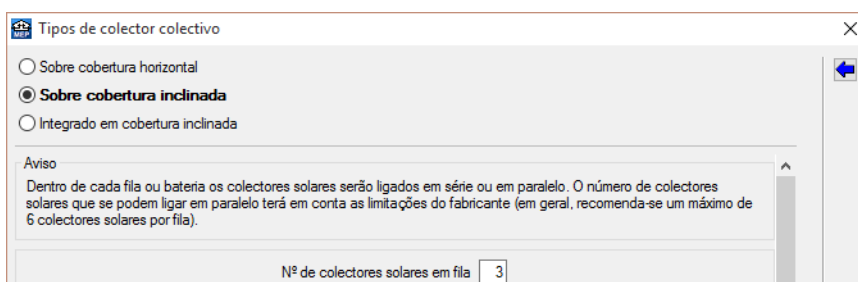 MEP Tipos de colector colectivo
Sobre cobertura horizontal
Sobre cobertura inclinada
Integrado em cobertura inclinada
Aviso
Dentro de cada fila ou bateria os colectores solares serão ligados em série ou em paralelo. O número de colectores
solares que se podem ligar em paralelo terá em conta as limitações do fabricante (em geral, recomenda-se um máximo de
6 colectores solares por fila).
Nº de colectores solares em fila 3